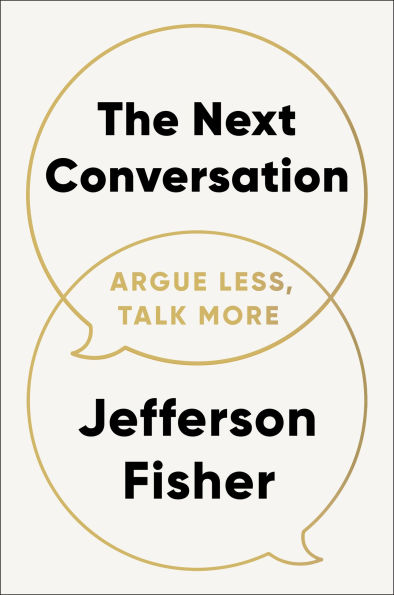 The Next
Conversation
ARGUE LESS,
TALK MORE
Jefferson
Fisher